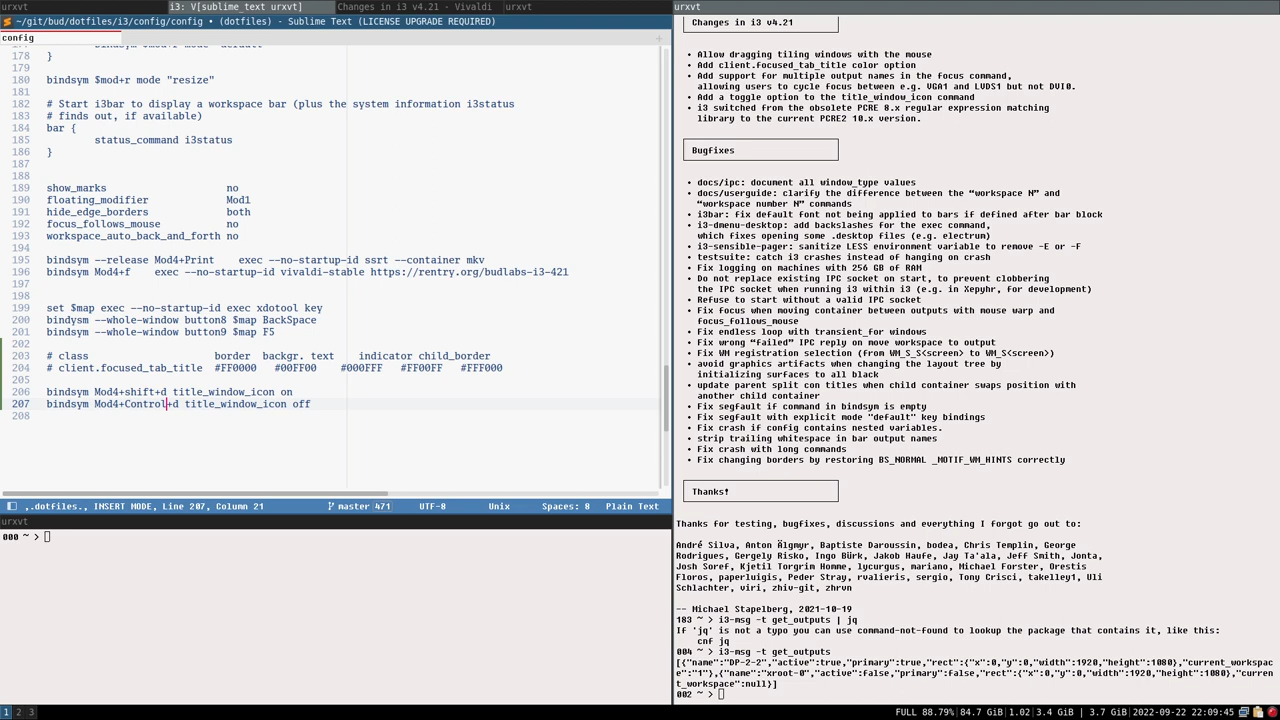 urxvt
i3: V[sublime_text urxvt]
Changes in i3 v4.21 - Vivaldi
urxvt
~/git/bud/dotfiles/i3/config/config • (dotfiles) - Sublime Text (LICENSE UPGRADE REQUIRED)
config
178 }
179
180 bindsym $mod+r mode "resize"
181
182 # Start i3bar to display a workspace bar (plus the system information i3status
183 # finds out, if available)
184 bar {
185 status_command i3status
186 }
187
188
189 show_marks no
190 floating_modifier Mod1
191 hide_edge_borders both
192 focus_follows_mouse no
193 workspace_auto_back_and_forth no
194
195 bindsym --release Mod4+Print exec --no-startup-id ssrt --container mkv
196 bindsym Mod4+f exec --no-startup-id vivaldi-stable https://rentry.org/budlabs-i3-421
197
198
199 set $map exec --no-startup-id exec xdotool key
200 bindsym --whole-window button8 $map BackSpace
201 bindsym --whole-window button9 $map F5
202
203 # class border backgr. text indicator child_border
204 # client.focused_tab_title #FF0000 #00FF00 #000FFF #FF00FF #FFF000
205
206 bindsym Mod4+shift+d title_window_icon on
207 bindsym Mod4+Control+d title_window_icon off
208
,.dotfiles., INSERT MODE, Line 207, Column 21
master 471
UTF-8
Unix
Spaces: 8
Plain Text
urxvt
000 ~ >
urxvt
Changes in i3 v4.21
• Allow dragging tiling windows with the mouse
• Add client.focused_tab_title color option
• Add support for multiple output names in the focus command,
allowing users to cycle focus between e.g. VGA1 and LVDS1 but not DVI0.
• Add a toggle option to the title_window_icon command
• i3 switched from the obsolete PCRE 8.x regular expression matching
library to the current PCRE2 10.x version.
Bugfixes
• docs/ipc: document all window_type values
• docs/userguide: clarify the difference between the “workspace N” and
“workspace number N” commands
• i3bar: fix default font not being applied to bars if defined after bar block
• i3-dmenu-desktop: add backslashes for the exec command,
which fixes opening some .desktop files (e.g. electrum)
• i3-sensible-pager: sanitize LESS environment variable to remove -E or -F
• testsuite: catch i3 crashes instead of hanging on crash
• Fix logging on machines with 256 GB of RAM
• Do not replace existing IPC socket on start, to prevent clobbering
the IPC socket when running i3 within i3 (e.g. in Xephyr, for development)
• Refuse to start without a valid IPC socket
• Fix focus when moving container between outputs with mouse warp and
focus_follows_mouse
• Fix endless loop with transient_for windows
• Fix wrong “failed” IPC reply on move workspace to output
• Fix WM registration selection (from WM_S_S<screen> to WM_S<screen>)
• avoid graphics artifacts when changing the layout tree by
initializing surfaces to all black
• update parent split con titles when child container swaps position with
another child container
• Fix segfault if command in bindsym is empty
• Fix segfault with explicit mode "default" key bindings
• Fix crash if config contains nested variables.
• strip trailing whitespace in bar output names
• Fix crash with long commands
• Fix changing borders by restoring BS_NORMAL _MOTIF_WM_HINTS correctly
Thanks!
Thanks for testing, bugfixes, discussions and everything I forgot go out to:
André Silva, Anton Älgmyr, Baptiste Daroussin, bodea, Chris Templin, George
Rodrigues, Gergely Risko, Ingo Bürk, Jakob Haufe, Jay Ta'ala, Jeff Smith, Jonta,
Josh Soref, Kjetil Torgrim Homme, lycurgus, mariano, Michael Forster, Orestis
Floros, paperluigis, Peder Stray, rvalieris, sergio, Tony Crisci, takelley1, Uli
Schlachter, viri, zhiv-git, zhrvn
-- Michael Stapelberg, 2021-10-19
183 ~ > i3-msg -t get_outputs | jq
If 'jq' is not a typo you can use command-not-found to lookup the package that contains it, like this:
cnf jq
004 ~ > i3-msg -t get_outputs
[{"name":"DP-2-2","active":true,"primary":true,"rect":{"x":0,"y":0,"width":1920,"height":1080},"current_workspac
e":"1"},{"name":"xroot-0","active":false,"primary":false,"rect":{"x":0,"y":0,"width":1920,"height":1080},"curren
t_workspace":null}]
002 ~ >
1 2 3
FULL 88.79%| 84.7 GiB| 1.02 | 3.4 GiB | 3.7 GiB | 2022-09-22 22:09:45